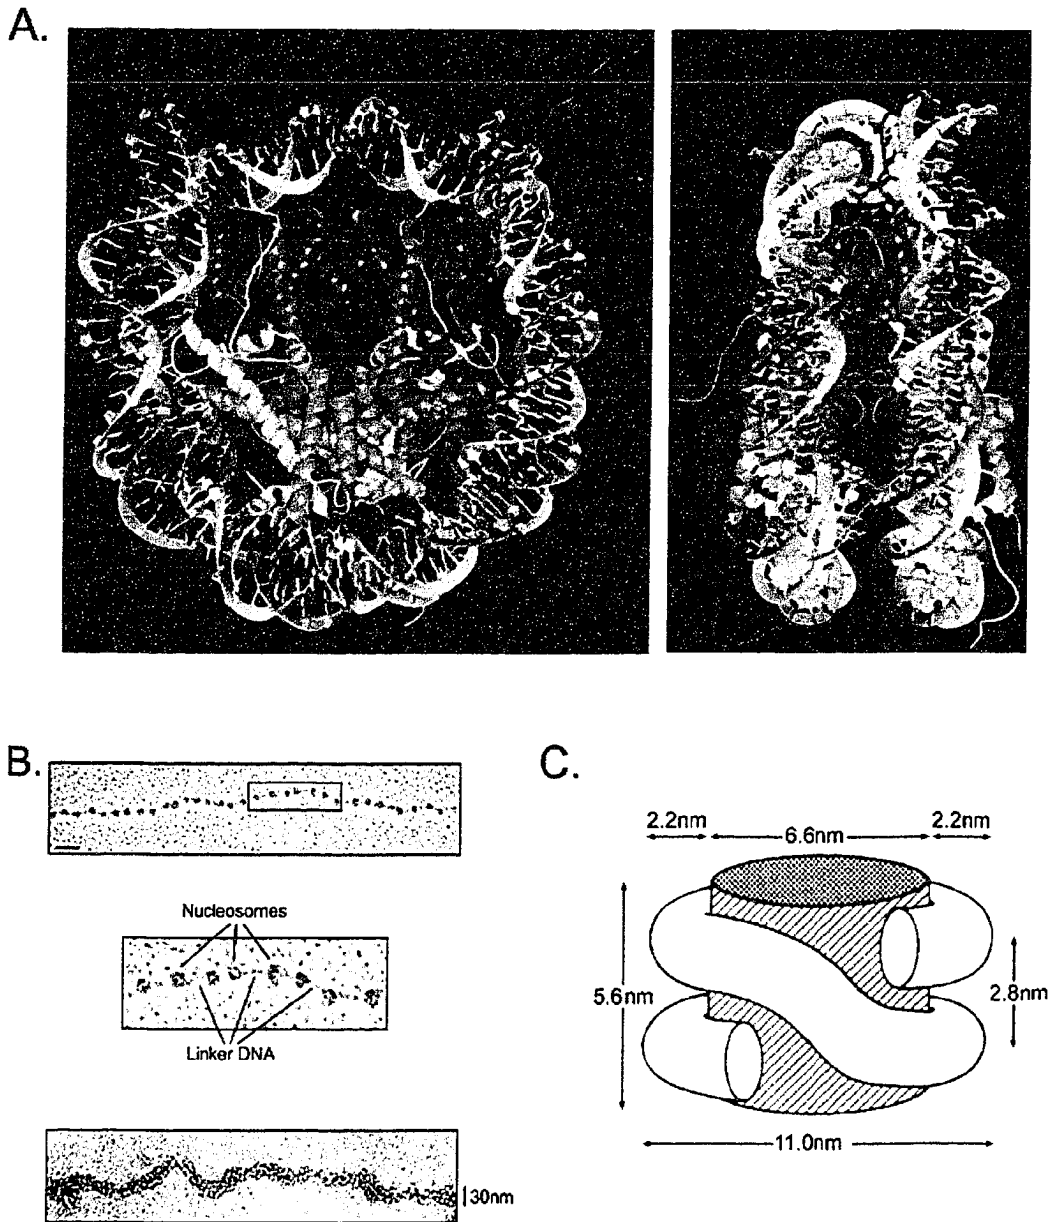 A.
B.
Nucleosomes
Linker DNA
30nm
C.
2.2nm
6.6nm
2.2nm
5.6nm
2.8nm
11.0nm